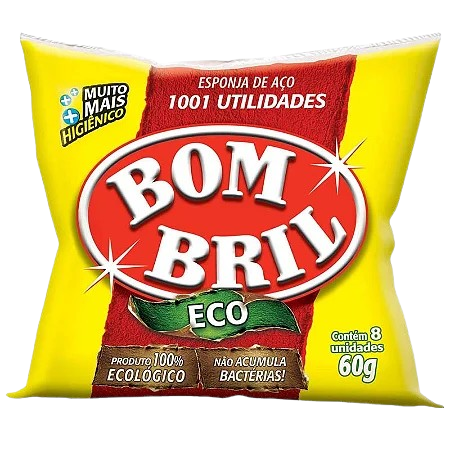 MUITO
MAIS
HIGIÊNICO
ESPONJA DE AÇO
1001 UTILIDADES
BOM
BRIL
ECO
PRODUTO 100%
ECOLÓGICO
NÃO ACUMULA
BACTÉRIAS!
Contém 8
unidades
60g